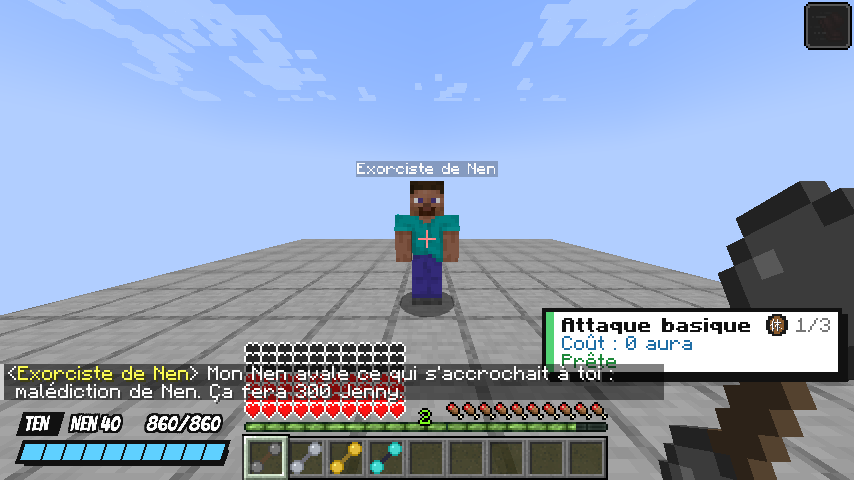 Exorciste de Nen
Attaque basique 1/3
Coût : 0 aura
Prête
<Exorciste de Nen> Mon Nen avale ce qui s'accrochait à toi :
malédiction de Nen. Ça fera 300 Jenny.
TEN NEN 40 860/860
2